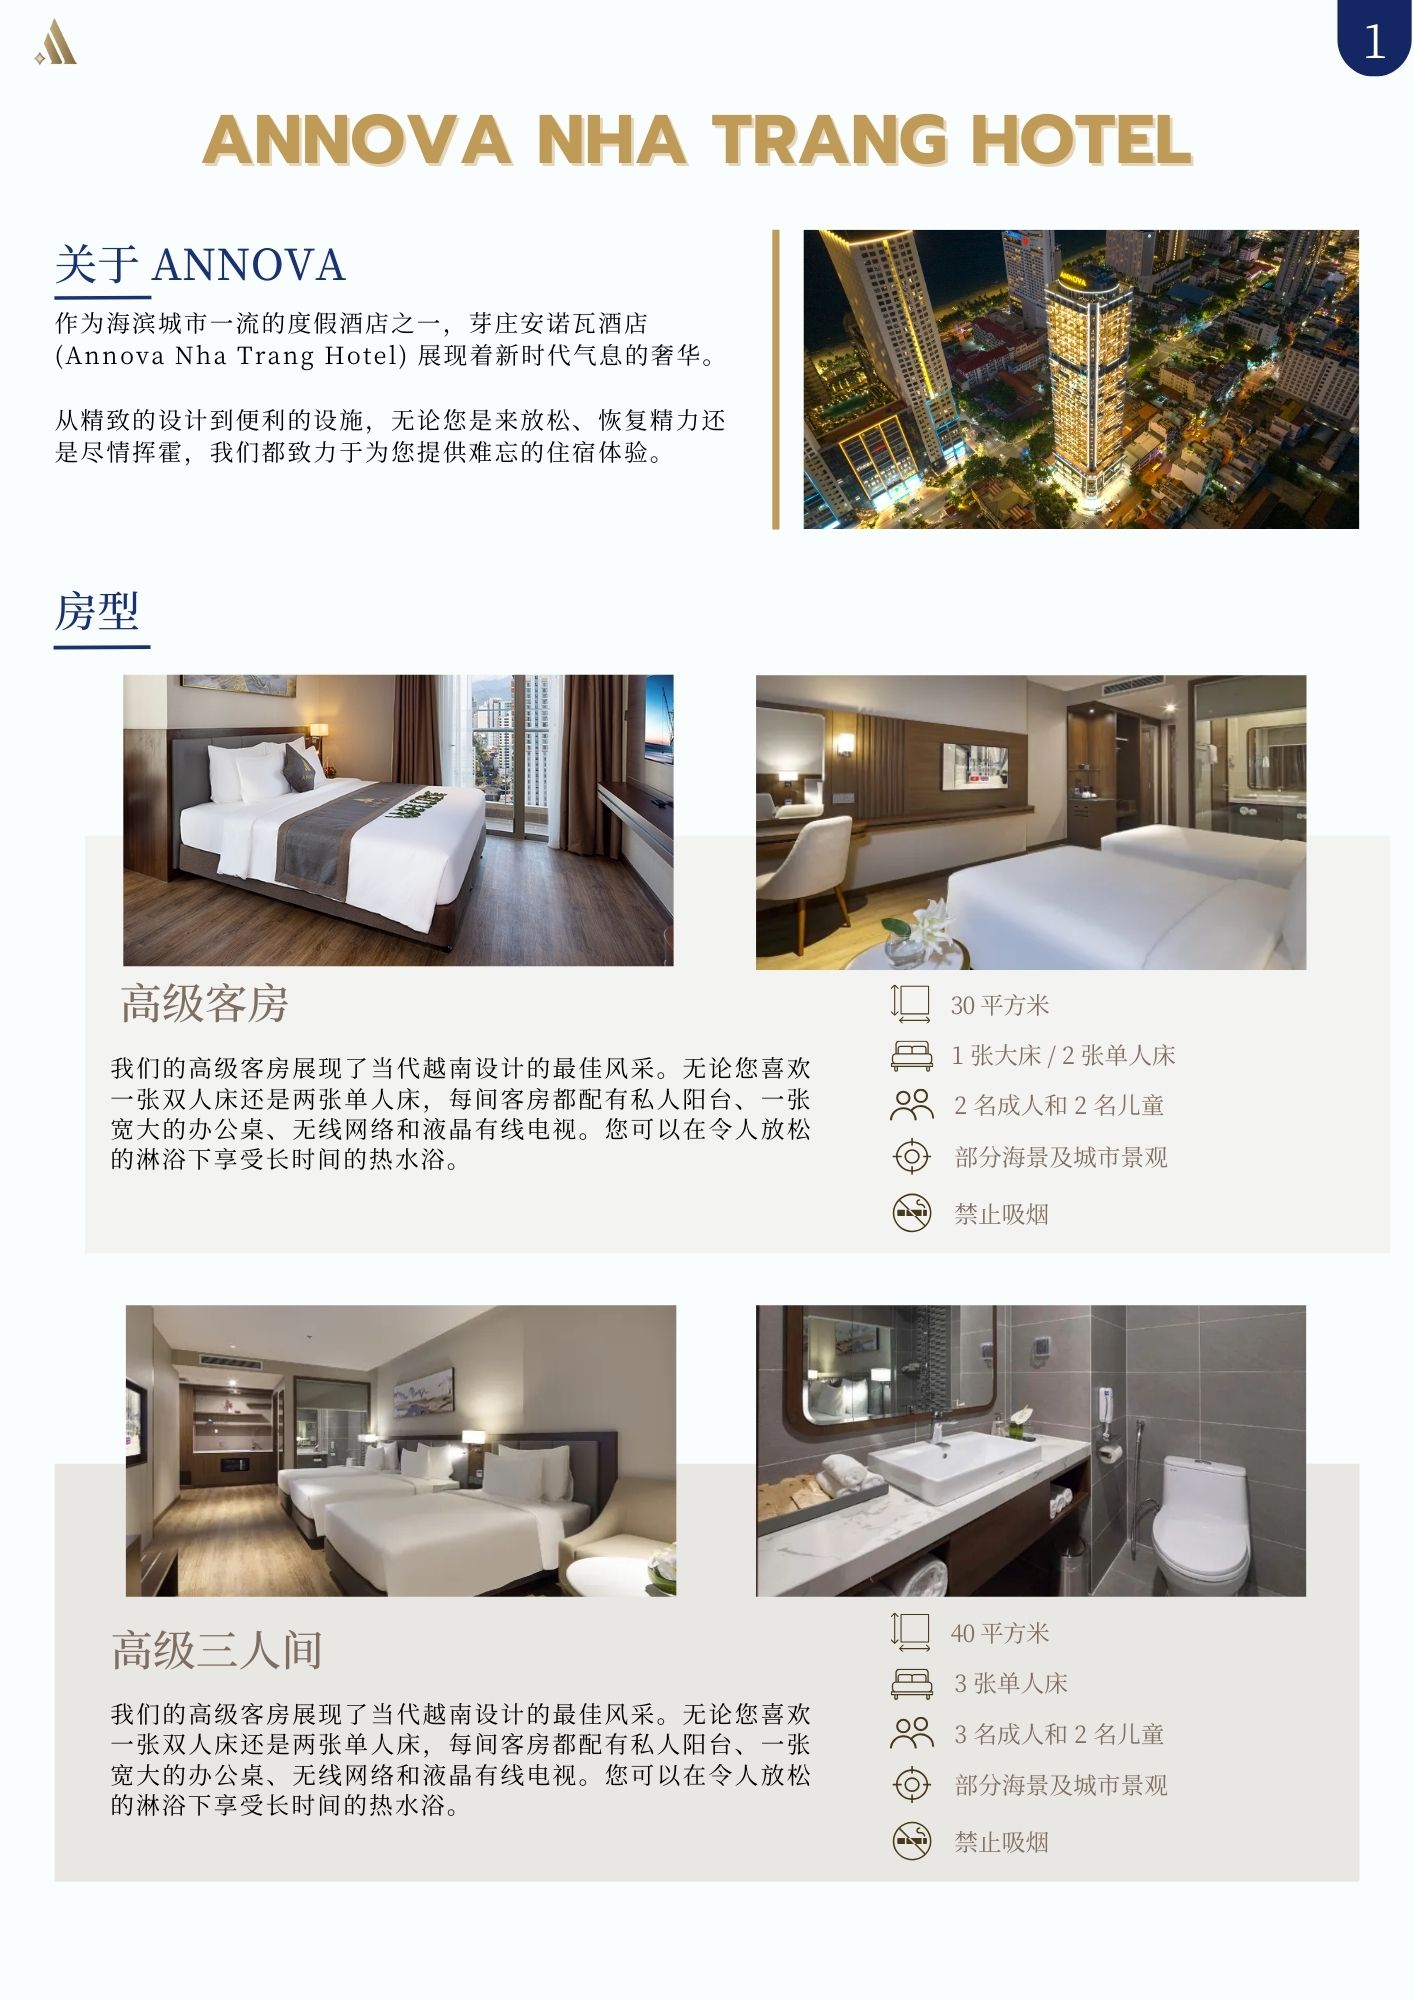 1
ANNOVA NHA TRANG HOTEL
关于 ANNOVA
作为海滨城市一流的度假酒店之一，芽庄安诺瓦酒店
(Annova Nha Trang Hotel) 展现着新时代气息的奢华。
从精致的设计到便利的设施，无论您是来放松、恢复精力还
是尽情挥霍，我们都致力于为您提供难忘的住宿体验。
ANNOVA
房型
高级客房
我们的高级客房展现了当代越南设计的最佳风采。无论您喜欢
一张双人床还是两张单人床，每间客房都配有私人阳台、一张
宽大的办公桌、无线网络和液晶有线电视。您可以在令人放松
的淋浴下享受长时间的热水浴。
30 平方米
1 张大床 / 2 张单人床
2 名成人和 2 名儿童
部分海景及城市景观
禁止吸烟
高级三人间
我们的高级客房展现了当代越南设计的最佳风采。无论您喜欢
一张双人床还是两张单人床，每间客房都配有私人阳台、一张
宽大的办公桌、无线网络和液晶有线电视。您可以在令人放松
的淋浴下享受长时间的热水浴。
40 平方米
3 张单人床
3 名成人和 2 名儿童
部分海景及城市景观
禁止吸烟